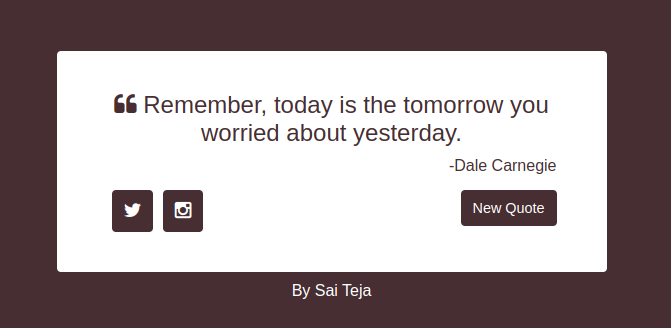 ❝ Remember, today is the tomorrow you
worried about yesterday.
-Dale Carnegie
New Quote
By Sai Teja